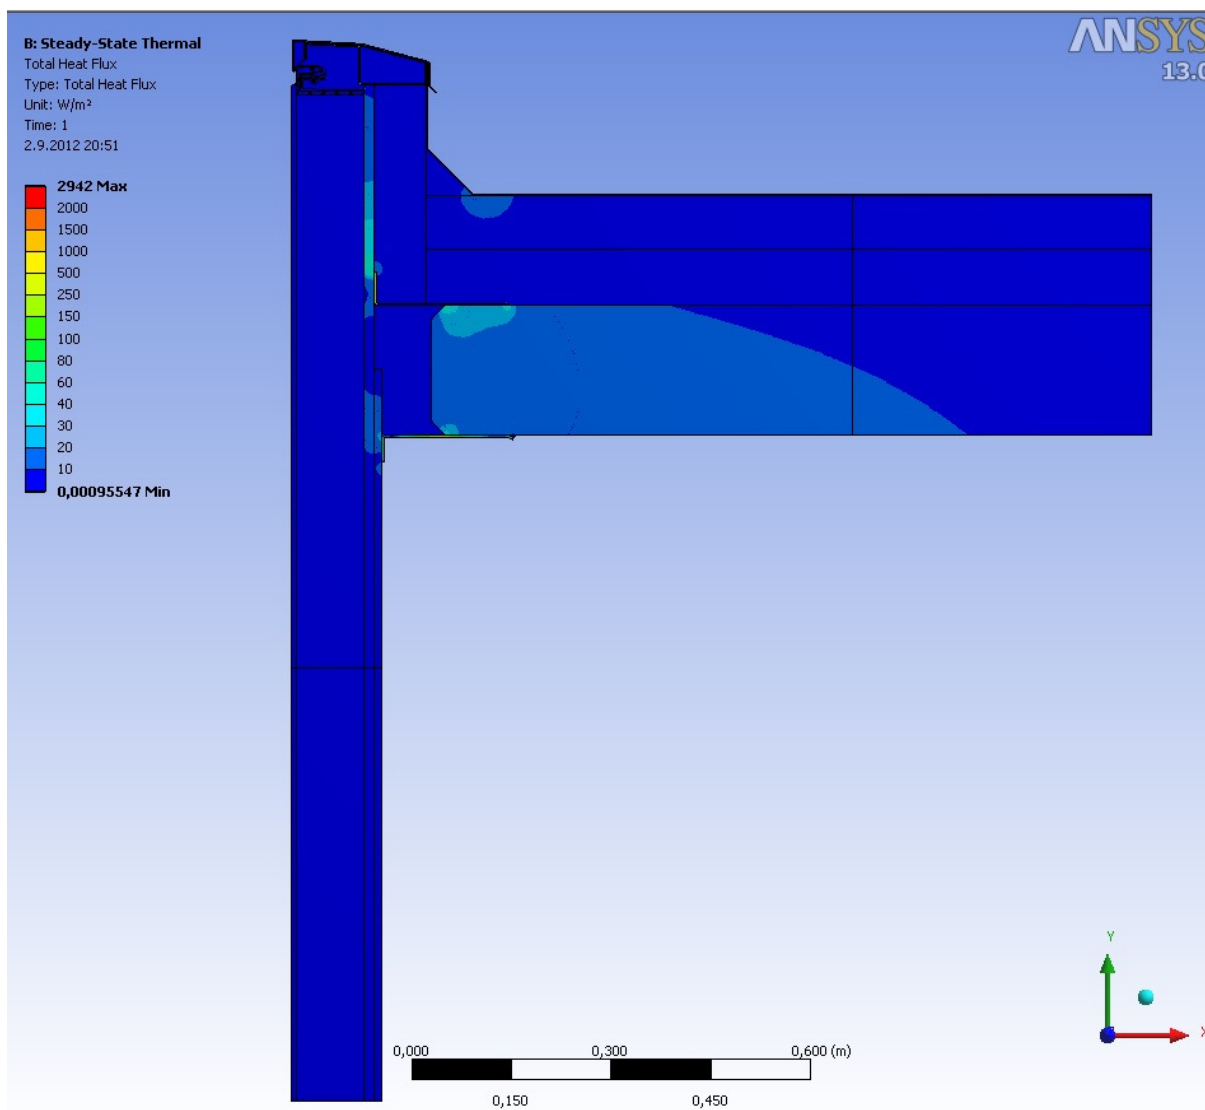 B: Steady-State Thermal
Total Heat Flux
Type: Total Heat Flux
Unit: W/m²
Time: 1
2.9.2012 20:51
2942 Max
2000
1500
1000
500
250
150
100
80
60
40
30
20
10
0,00095547 Min
ANSYS
13.0
Y
X
0,000 0,300 0,600 (m)
0,150 0,450